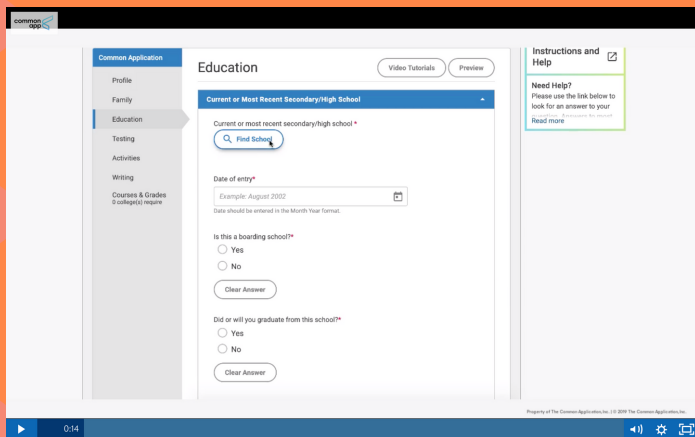 common
app
Common Application
Profile
Family
Education
Testing
Activities
Writing
Courses & Grades
0 college(s) require
Education
Video Tutorials
Preview
Current or Most Recent Secondary/High School
Current or most recent secondary/high school *
Find School
Date of entry*
Example: August 2002
Date should be entered in the Month Year format.
Is this a boarding school?*
Yes
No
Clear Answer
Did or will you graduate from this school?*
Yes
No
Clear Answer
Instructions and
Help
Need Help?
Please use the link below to
look for an answer to your
Read more
Property of The Common Application, Inc. | © 2019 The Common Application, Inc.
0:14